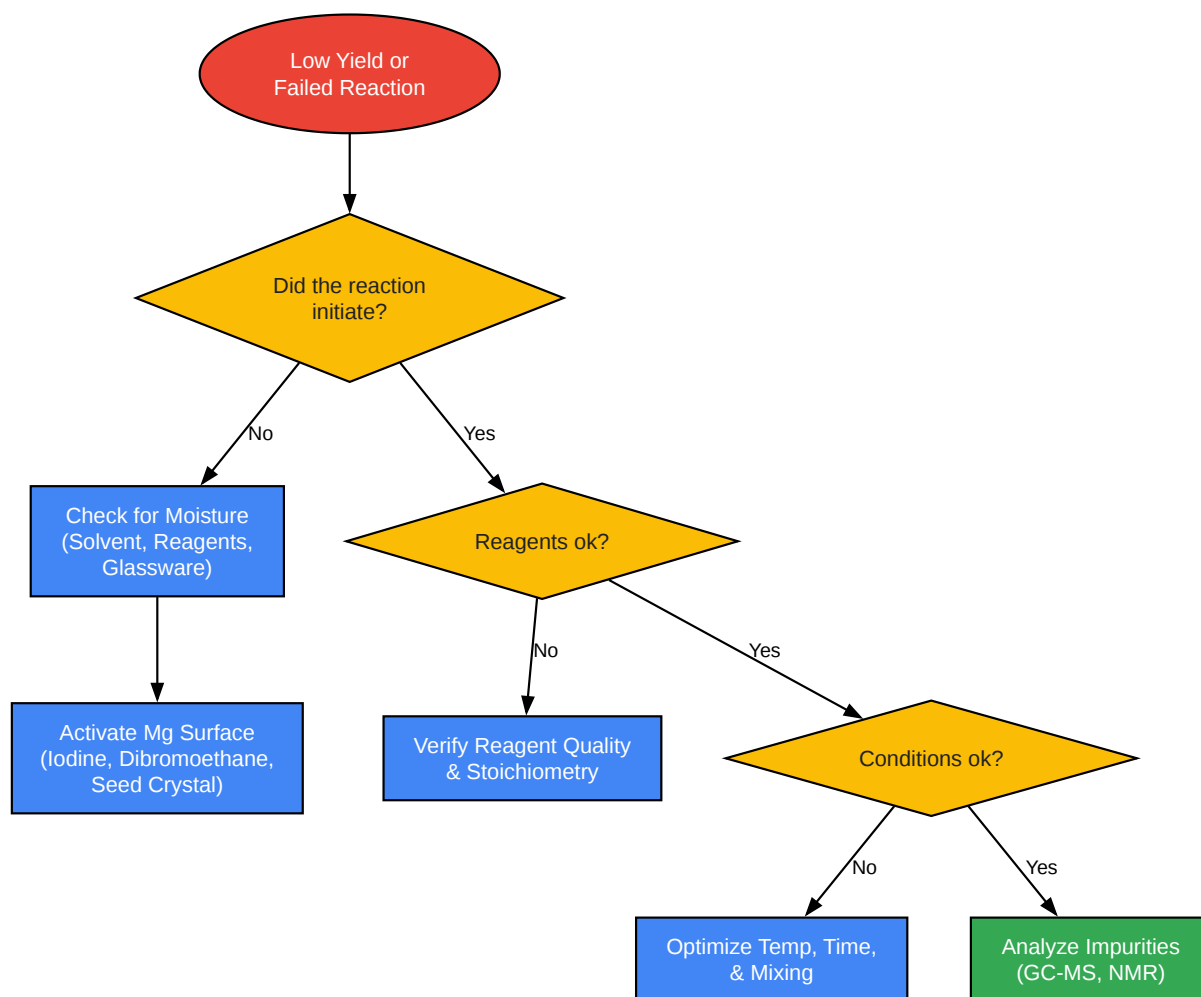 Low Yield or
Failed Reaction
Did the reaction
initiate?
No
Yes
Check for Moisture
(Solvent, Reagents,
Glassware)
Reagents ok?
No
Yes
Activate Mg Surface
(Iodine, Dibromoethane,
Seed Crystal)
Verify Reagent Quality
& Stoichiometry
Conditions ok?
No
Yes
Optimize Temp, Time,
& Mixing
Analyze Impurities
(GC-MS, NMR)